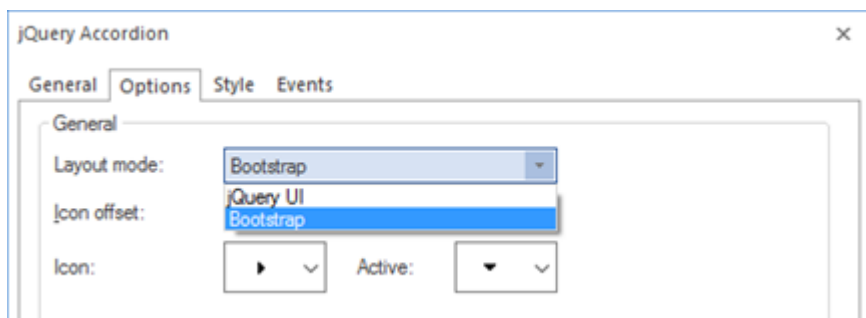 jQuery Accordion
General Options Style Events
General
Layout mode: Bootstrap
jQuery UI
Icon offset:
Bootstrap
Icon: Active: